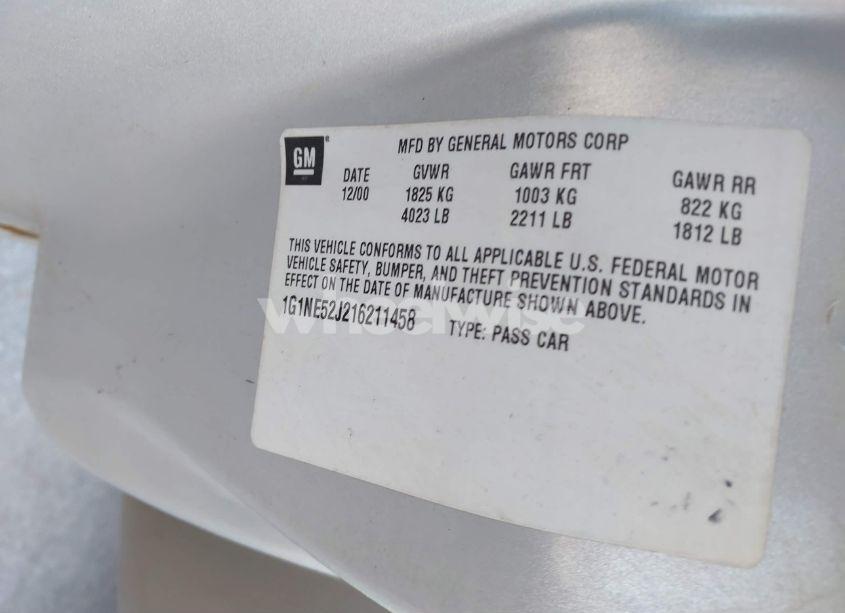 GM
MFD BY GENERAL MOTORS CORP
DATE GVWR GAWR FRT GAWR RR
12/00 1825 KG 1003 KG 822 KG
4023 LB 2211 LB 1812 LB
THIS VEHICLE CONFORMS TO ALL APPLICABLE U.S. FEDERAL MOTOR
VEHICLE SAFETY, BUMPER, AND THEFT PREVENTION STANDARDS IN
EFFECT ON THE DATE OF MANUFACTURE SHOWN ABOVE.
1G1NE52J216211458 TYPE: PASS CAR
wheelwise